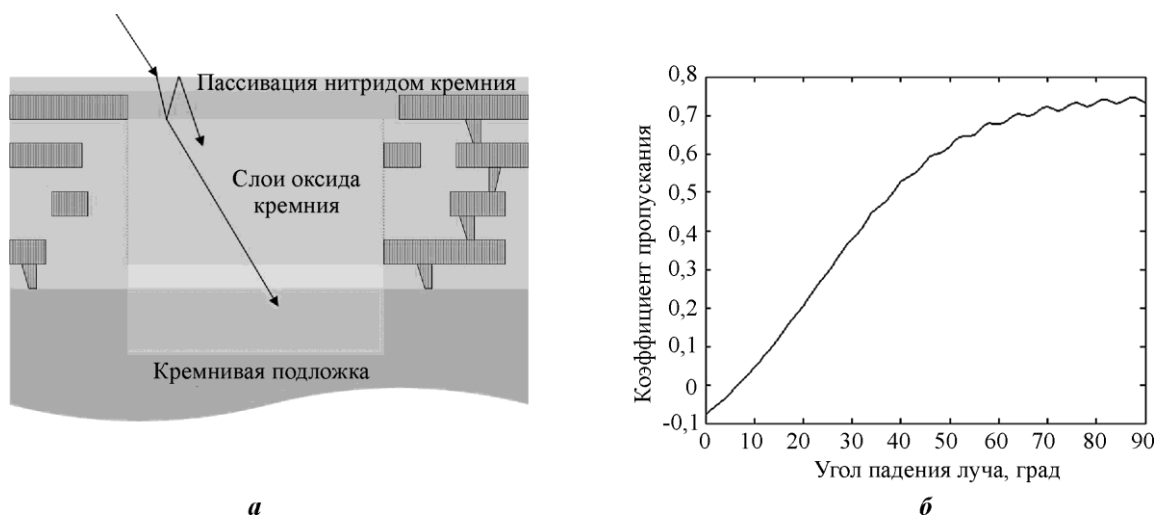 Пассивация нитридом кремния
Слои оксида
кремния
Кремнивая подложка
а
Коэффициент пропускания
0,8
0,7
0,6
0,5
0,4
0,3
0,2
0,1
0
-0,1
0 10 20 30 40 50 60 70 80 90
Угол падения луча, град
б